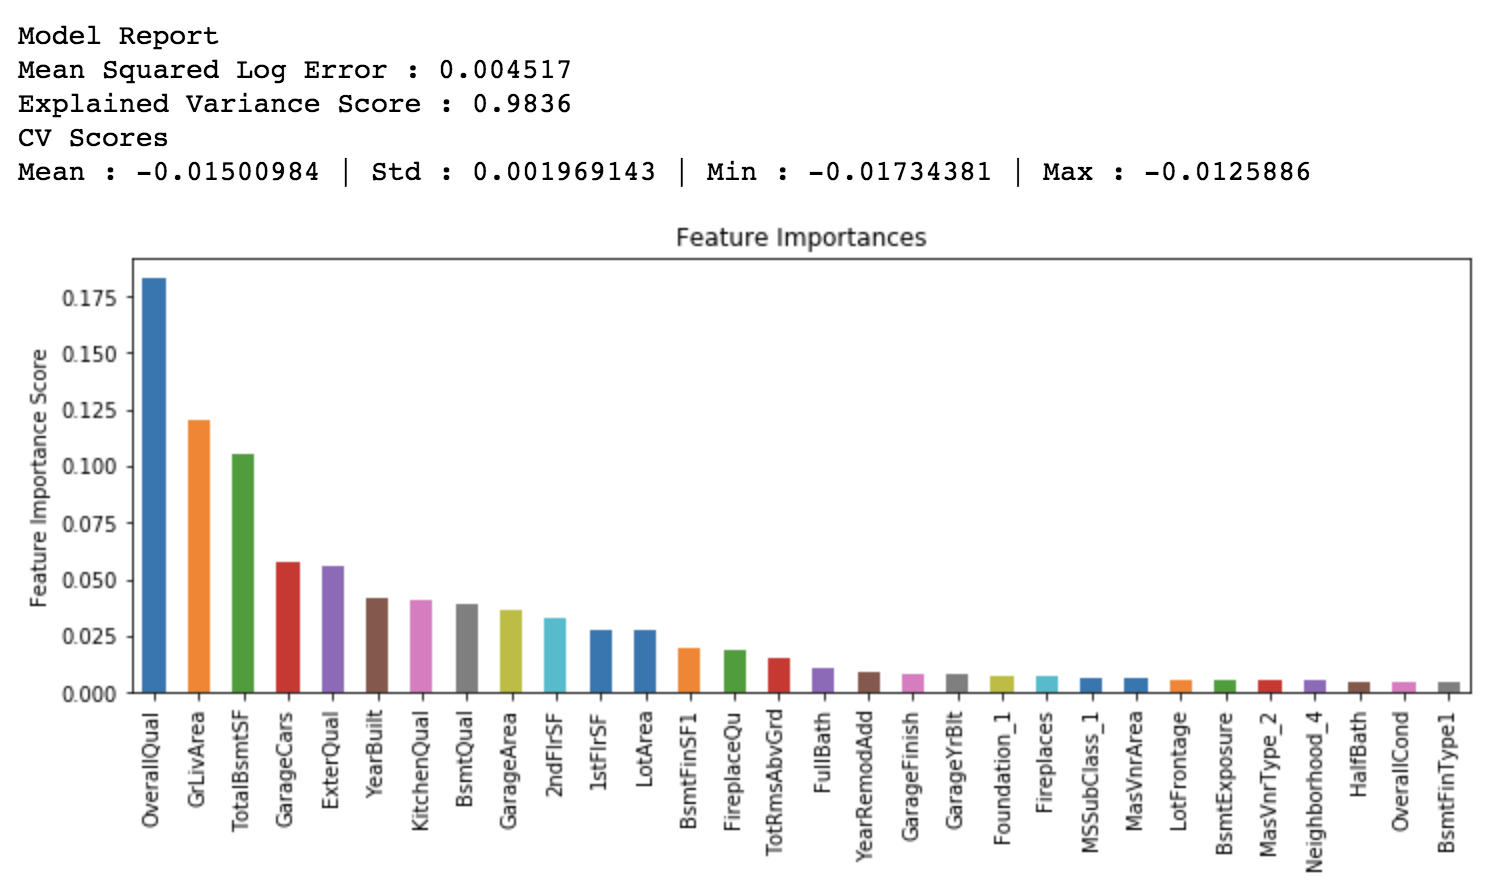 Model Report
Mean Squared Log Error : 0.004517
Explained Variance Score : 0.9836
CV Scores
Mean : -0.01500984 | Std : 0.001969143 | Min : -0.01734381 | Max : -0.0125886
Feature Importances
Feature Importance Score
0.175
0.150
0.125
0.100
0.075
0.050
0.025
0.000
OverallQual
GrLivArea
TotalBsmtSF
GarageCars
ExterQual
YearBuilt
KitchenQual
BsmtQual
GarageArea
2ndFlrSF
1stFlrSF
LotArea
BsmtFinSF1
FireplaceQu
TotRmsAbvGrd
FullBath
YearRemodAdd
GarageFinish
GarageYrBlt
Foundation_1
Fireplaces
MSSubClass_1
MasVnrArea
LotFrontage
BsmtExposure
MasVnrType_2
Neighborhood_4
HalfBath
OverallCond
BsmtFinType1